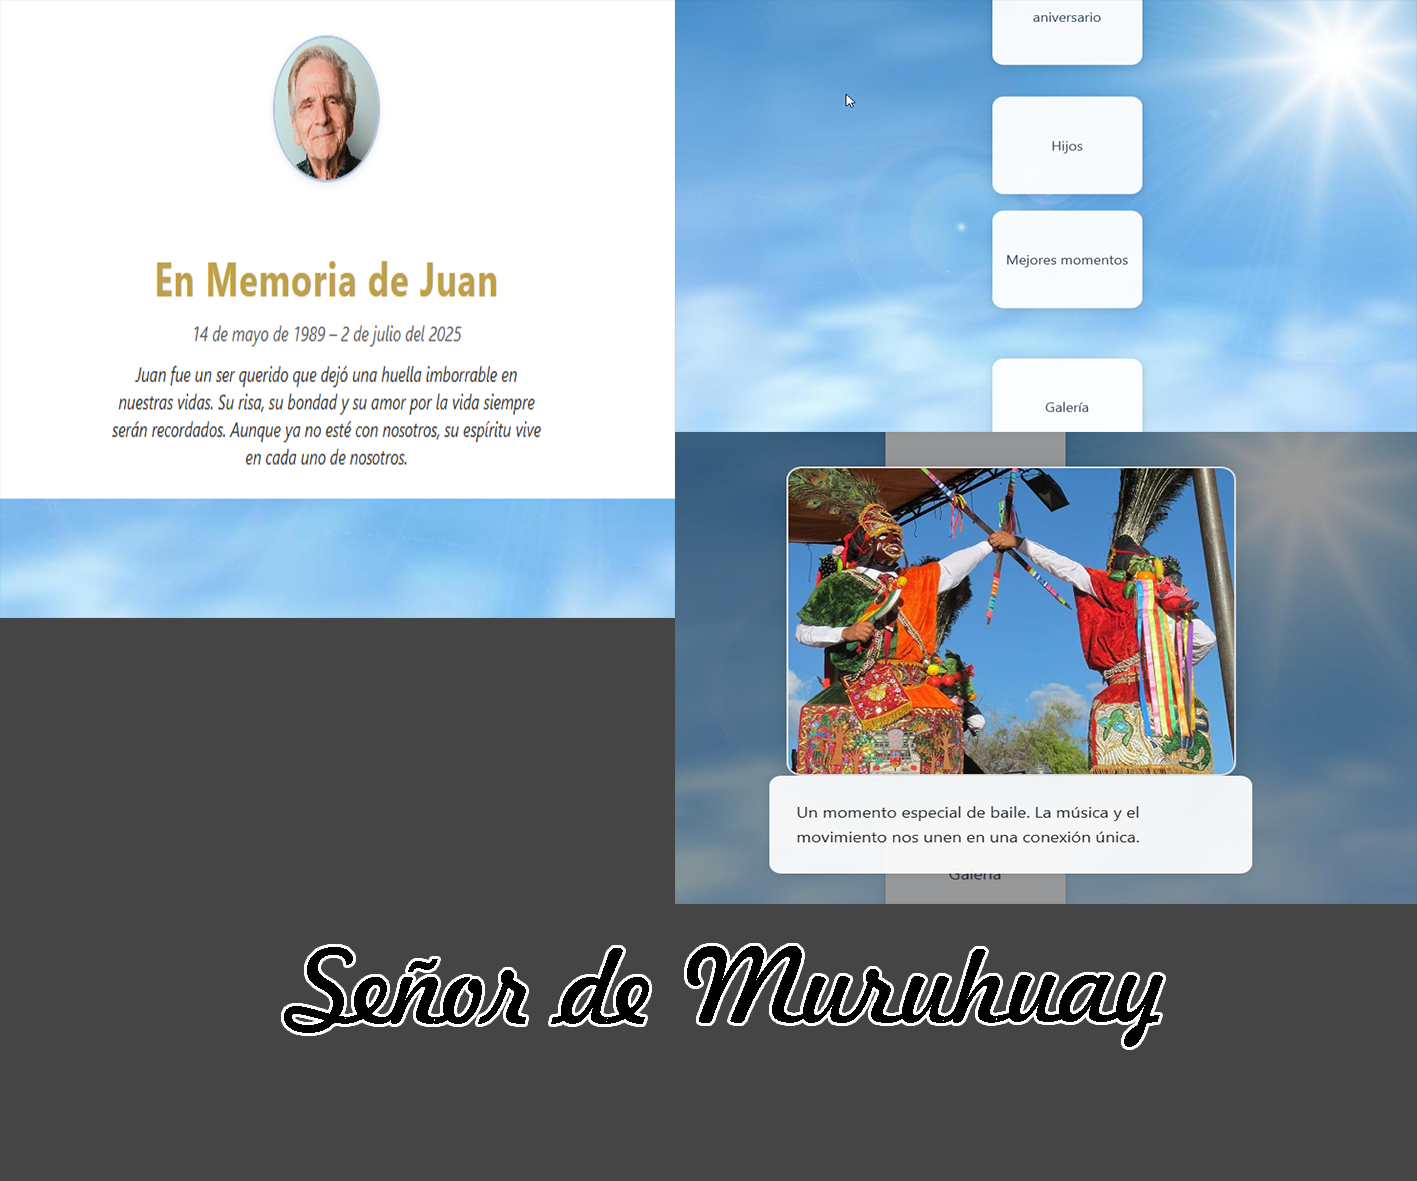 En Memoria de Juan
14 de mayo de 1989 – 2 de julio del 2025
Juan fue un ser querido que dejó una huella imborrable en
nuestras vidas. Su risa, su bondad y su amor por la vida siempre
serán recordados. Aunque ya no esté con nosotros, su espíritu vive
en cada uno de nosotros.
aniversario
Hijos
Mejores momentos
Galería
Un momento especial de baile. La música y el
movimiento nos unen en una conexión única.
Galería
Señor de Muruhuay